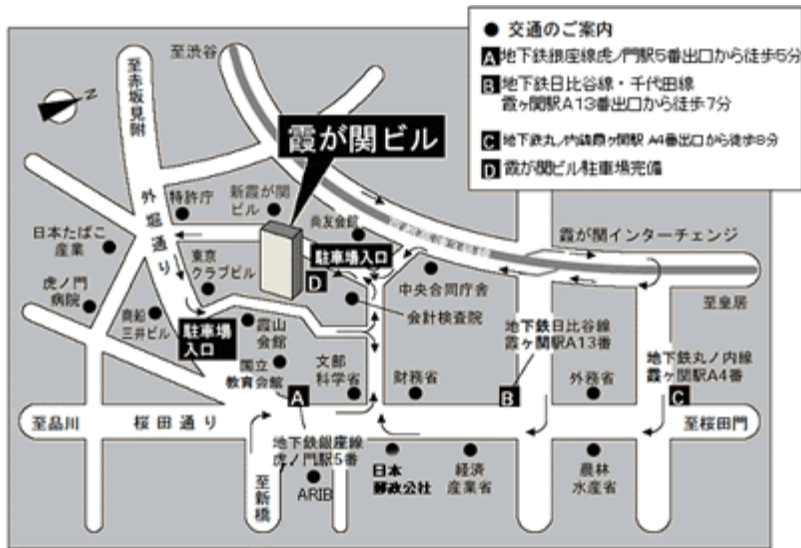 ● 交通のご案内
A 地下鉄銀座線虎ノ門駅5番出口から徒歩5分
B 地下鉄日比谷線・千代田線
霞ヶ関駅A13番出口から徒歩7分
C 地下鉄丸ノ内線霞ヶ関駅 A4番出口から徒歩8分
D 霞が関ビル駐車場完備
至渋谷
至赤坂見附
N
霞が関ビル
外堀通り
特許庁
新霞が関
ビル
尚友会館
日本たばこ
産業
東京
クラブビル
駐車場入口
D
霞が関インターチェンジ
虎ノ門
病院
商船
三井ビル
中央合同庁舎
会計検査院
至皇居
駐車場
入口
霞山
会館
地下鉄日比谷線
霞ヶ関駅A13番
国立
教育会館
文部
科学省
財務省
外務省
地下鉄丸ノ内線
霞ヶ関駅A4番
A
B
C
至品川
桜田通り
至桜田門
地下鉄銀座線
虎ノ門駅5番
至新橋
ARIB
日本
郵政公社
経済
産業省
農林
水産省